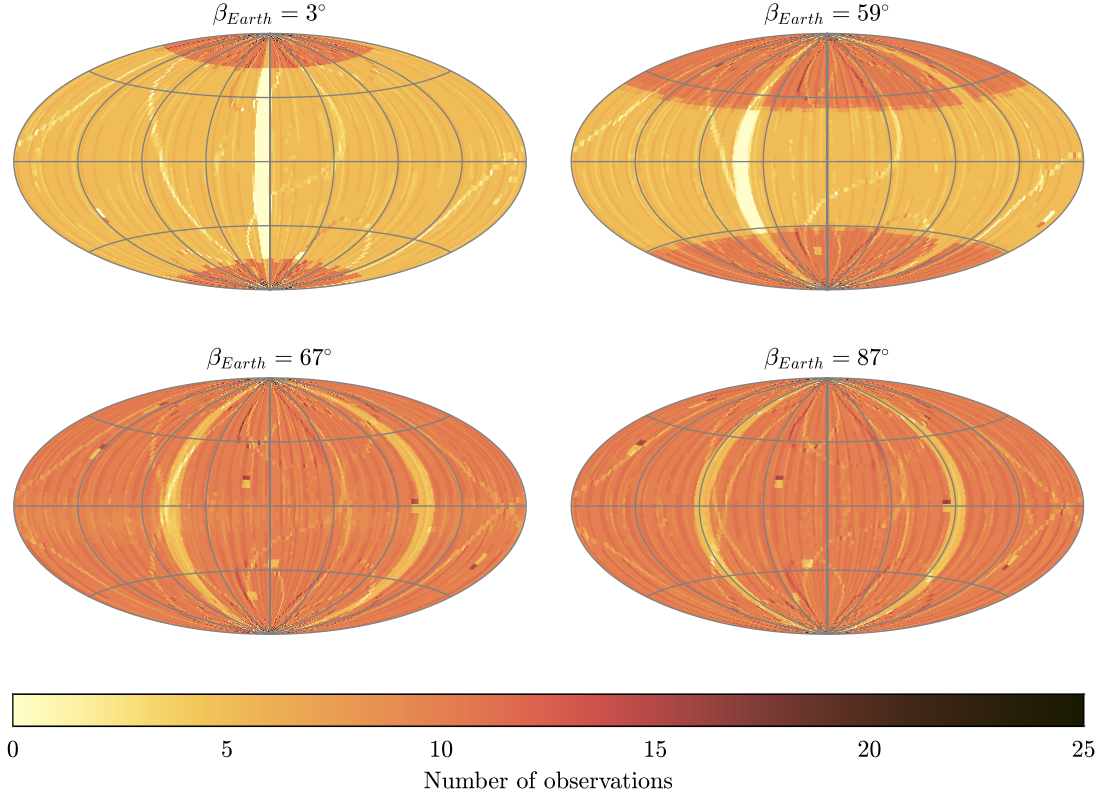 β_Earth = 3°
β_Earth = 59°
β_Earth = 67°
β_Earth = 87°
0 5 10 15 20 25
Number of observations